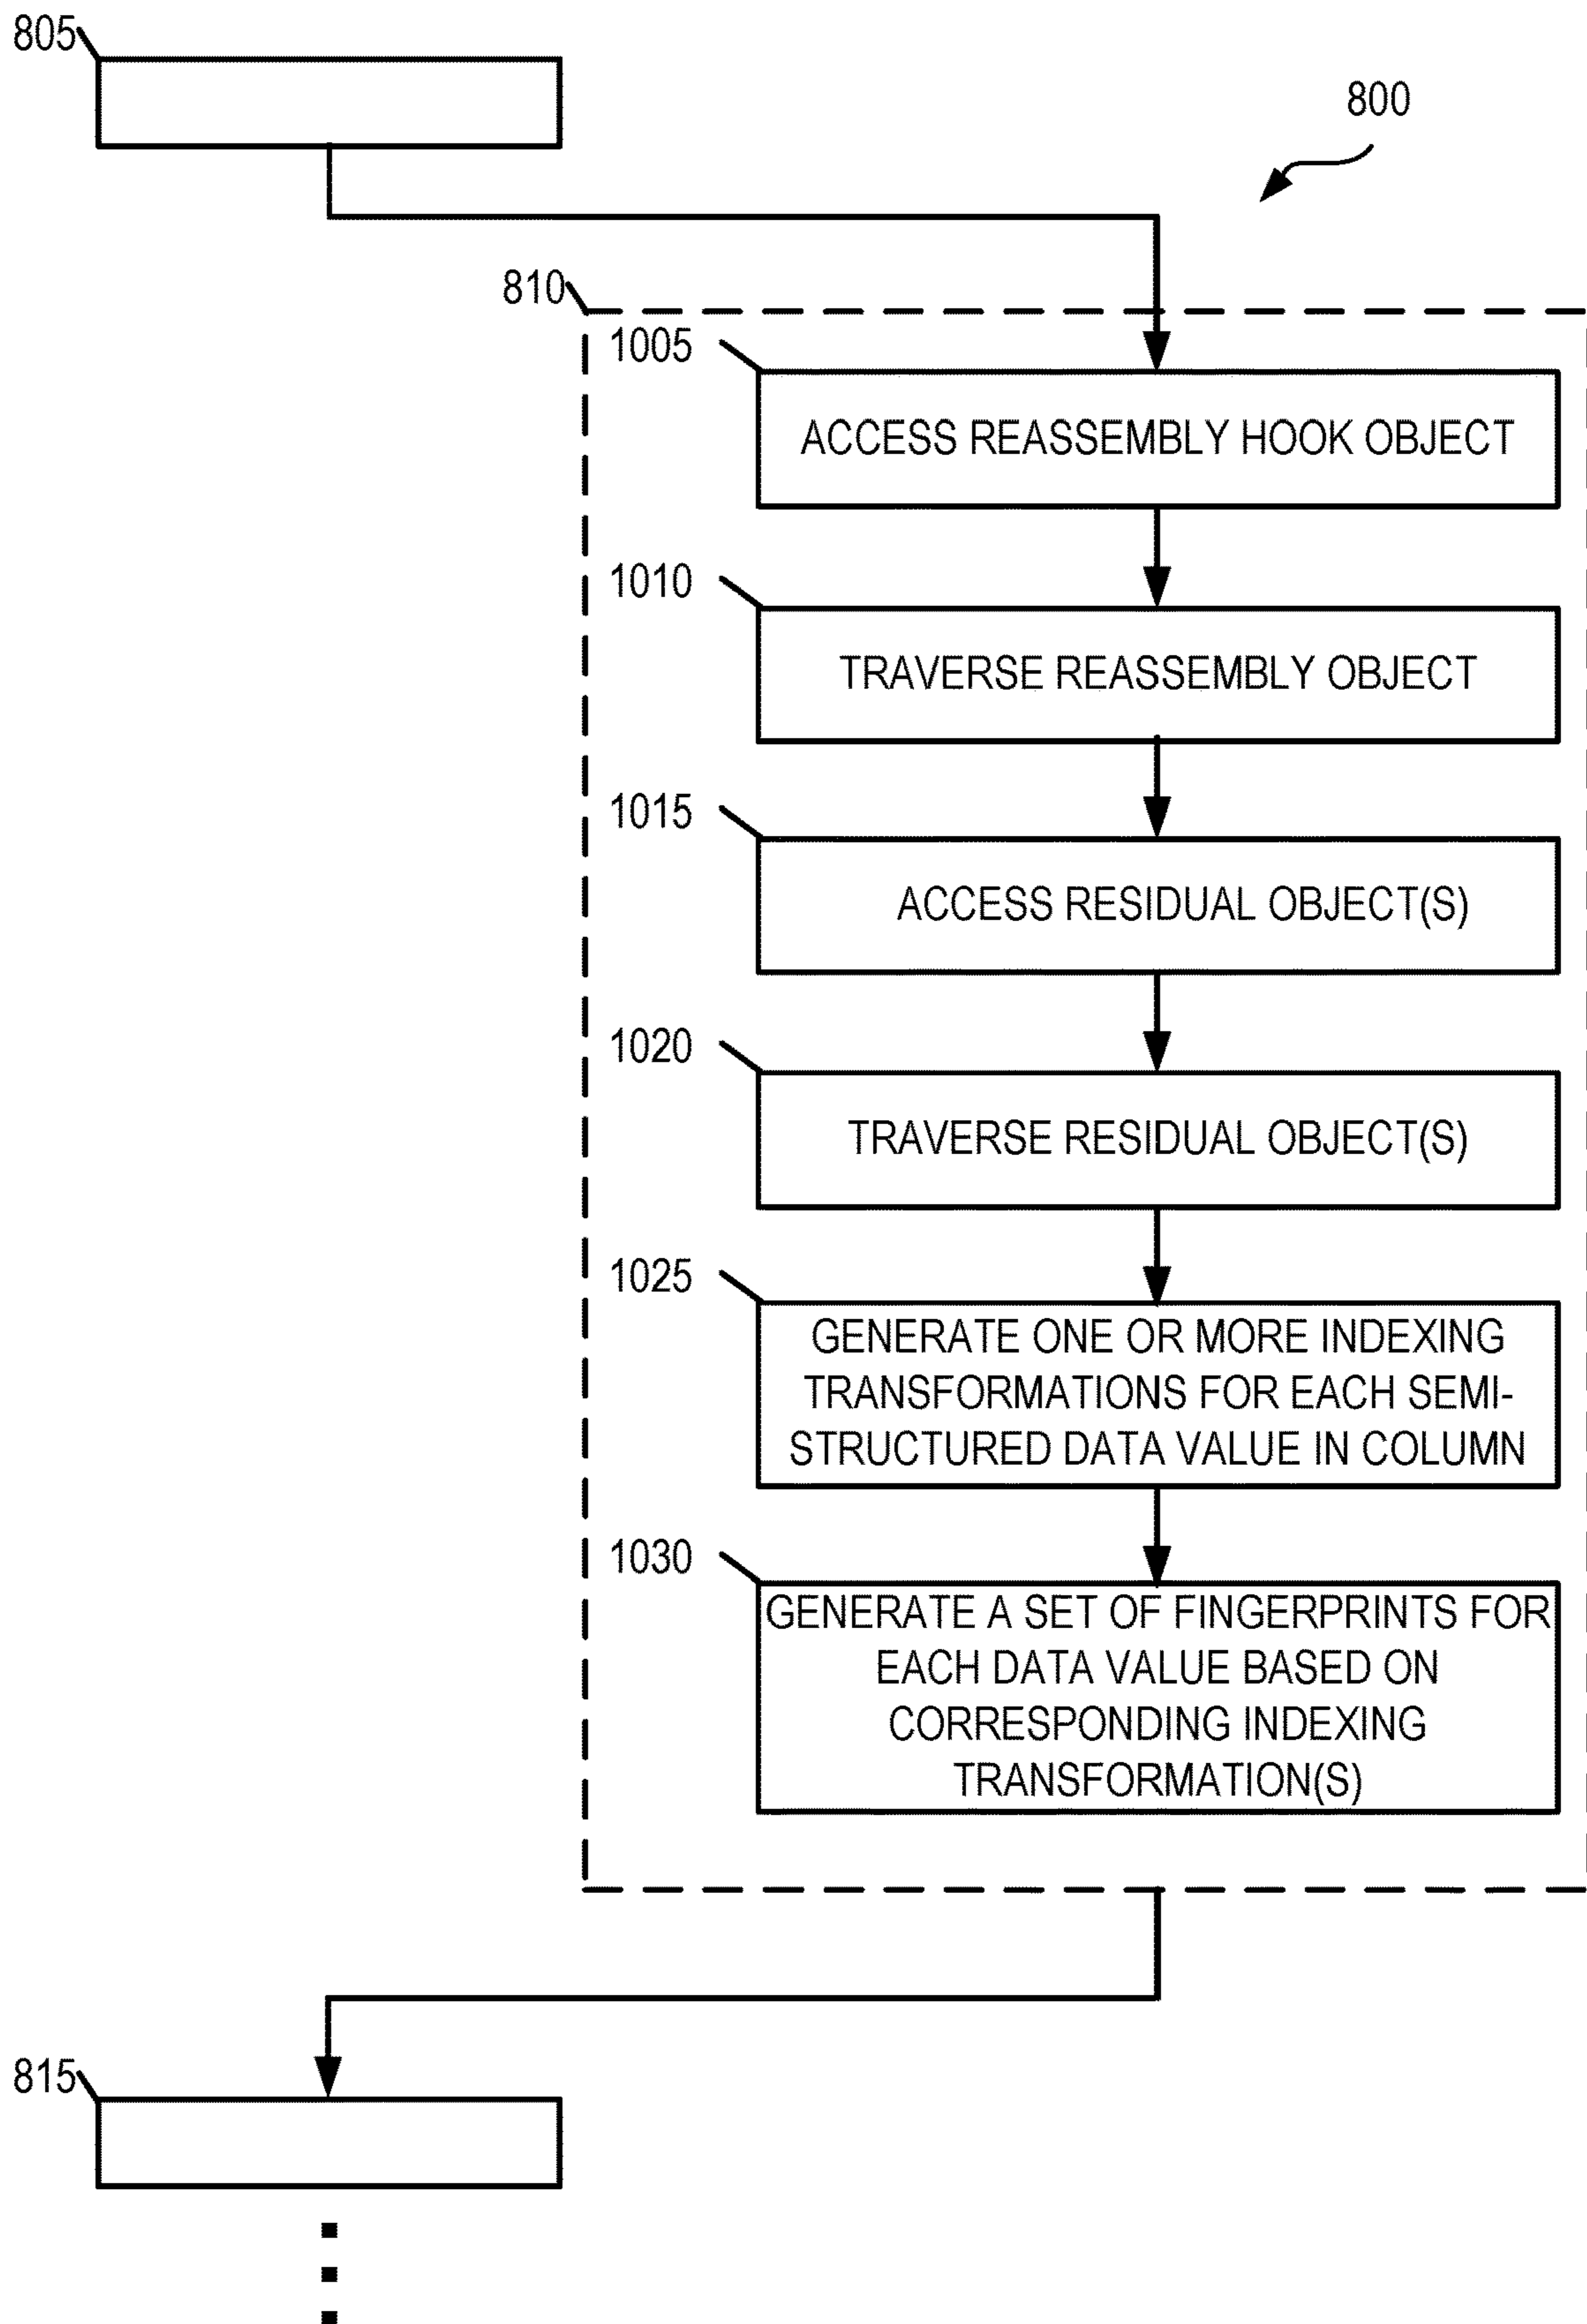 805
800
810
1005
ACCESS REASSEMBLY HOOK OBJECT
1010
TRAVERSE REASSEMBLY OBJECT
1015
ACCESS RESIDUAL OBJECT(S)
1020
TRAVERSE RESIDUAL OBJECT(S)
1025
GENERATE ONE OR MORE INDEXING
TRANSFORMATIONS FOR EACH SEMI-
STRUCTURED DATA VALUE IN COLUMN
1030
GENERATE A SET OF FINGERPRINTS FOR
EACH DATA VALUE BASED ON
CORRESPONDING INDEXING
TRANSFORMATION(S)
815